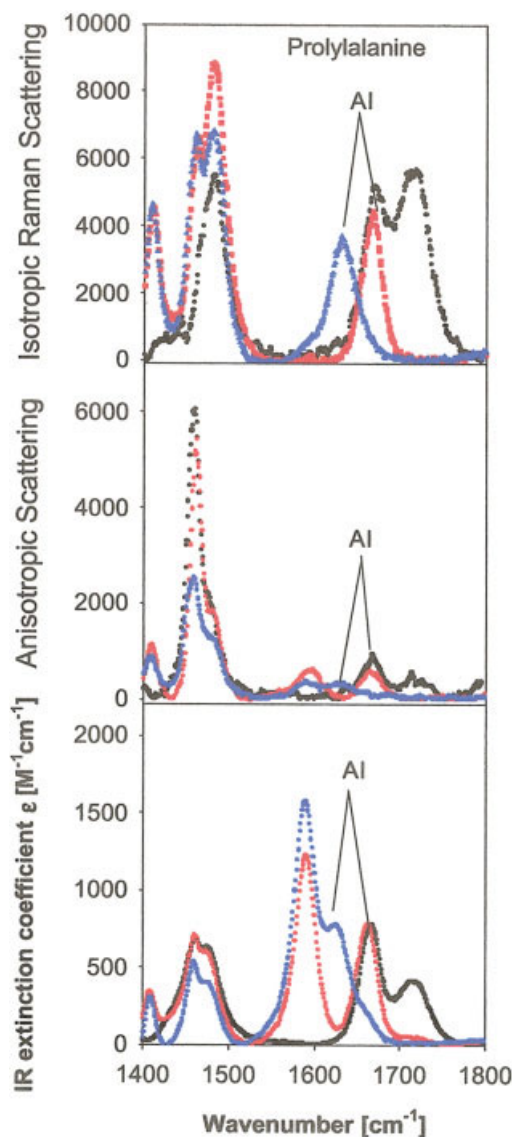 Prolylalanine
AI
Isotropic Raman Scattering
10000
8000
6000
4000
2000
0
AI
Anisotropic Scattering
6000
4000
2000
0
AI
IR extinction coefficient ε [M⁻¹cm⁻¹]
2000
1500
1000
500
0
1400 1500 1600 1700 1800
Wavenumber [cm⁻¹]